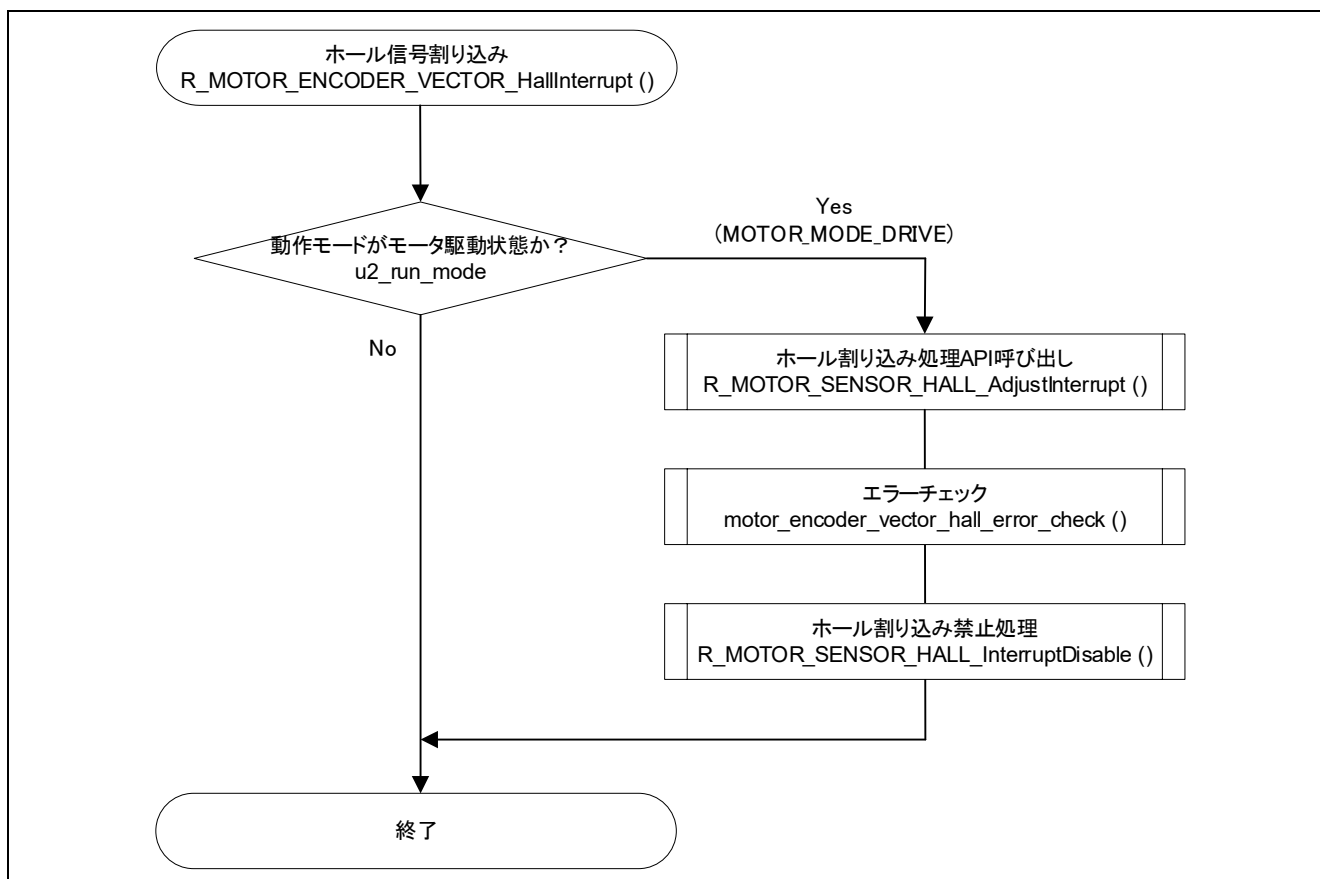 ホール信号割り込み
R_MOTOR_ENCODER_VECTOR_HallInterrupt ()
動作モードがモータ駆動状態か？
u2_run_mode
Yes
(MOTOR_MODE_DRIVE)
No
ホール割り込み処理API呼び出し
R_MOTOR_SENSOR_HALL_AdjustInterrupt ()
エラーチェック
motor_encoder_vector_hall_error_check ()
ホール割り込み禁止処理
R_MOTOR_SENSOR_HALL_InterruptDisable ()
終了